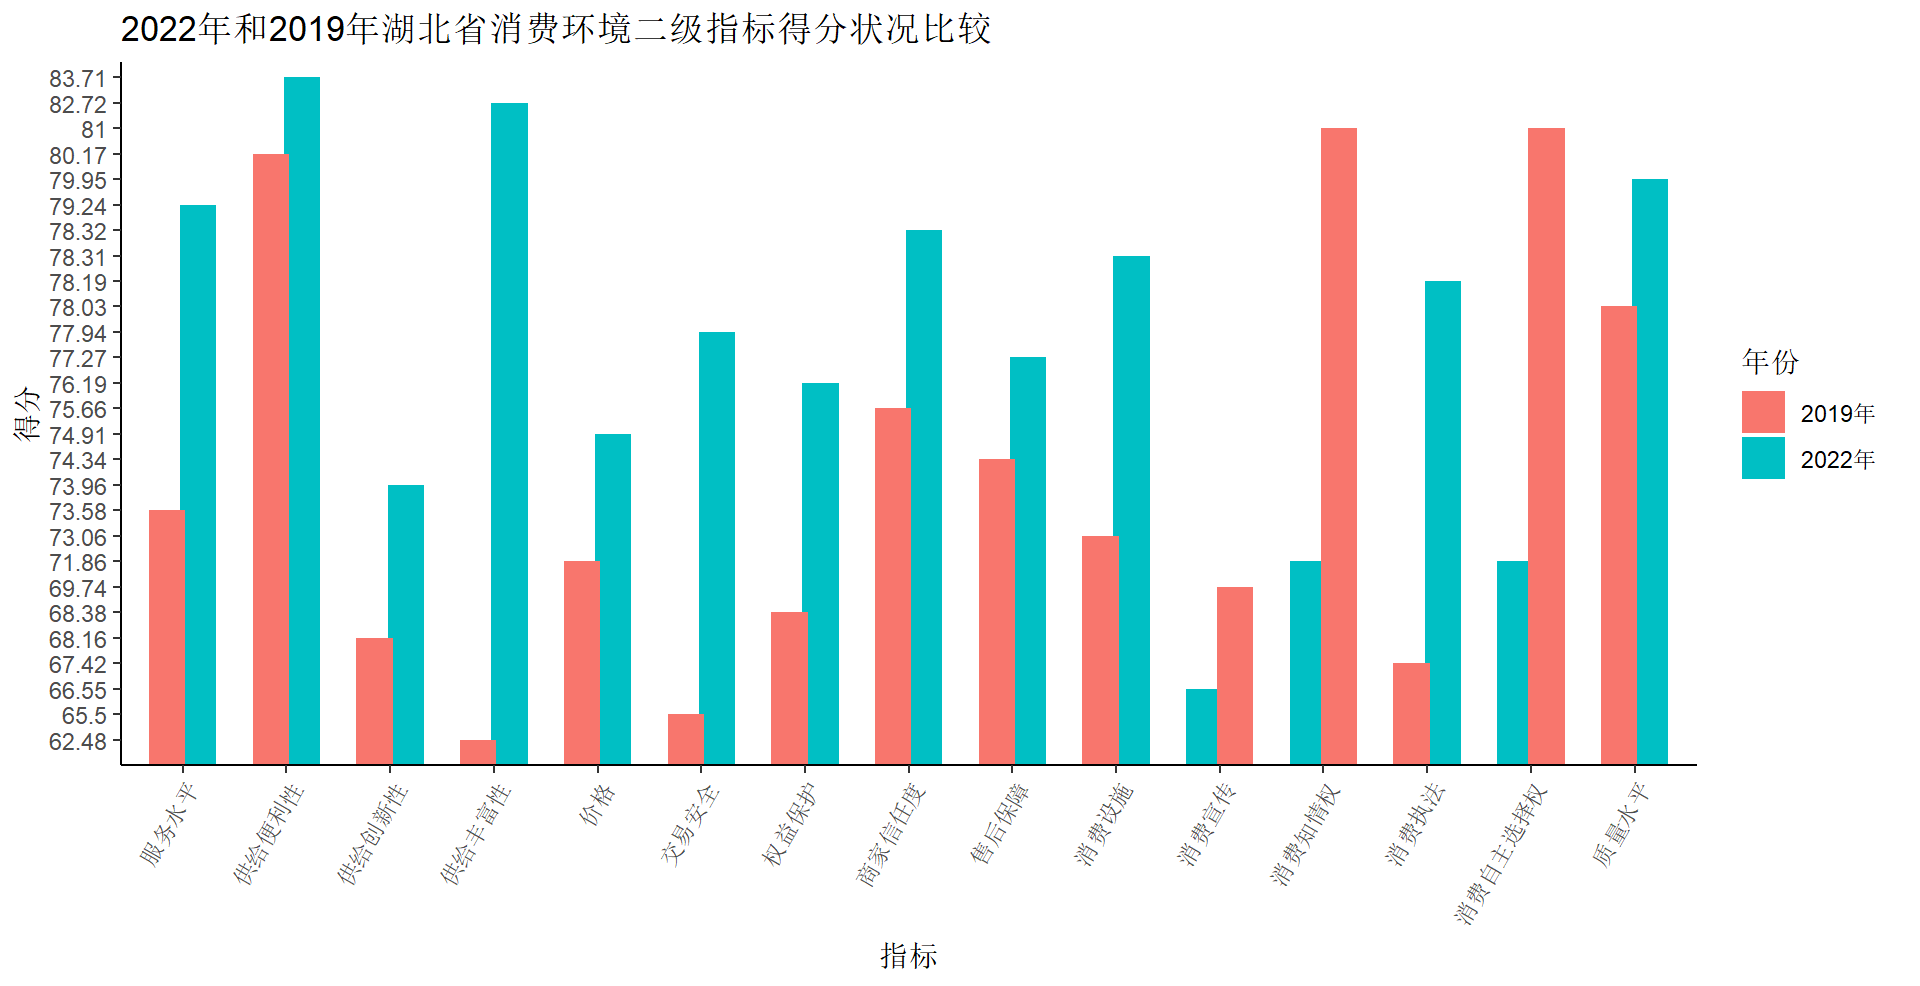 2022年和2019年湖北省消费环境二级指标得分状况比较
得分
83.71
82.72
81
80.17
79.95
79.24
78.32
78.31
78.19
78.03
77.94
77.27
76.19
75.66
74.91
74.34
73.96
73.58
73.06
71.86
69.74
68.38
68.16
67.42
66.55
65.5
62.48
服务水平
供给便利性
供给创新性
供给丰富性
价格
交易安全
权益保护
商家信任度
售后保障
消费设施
消费宣传
消费知情权
消费执法
消费自主选择权
质量水平
指标
年份
2019年
2022年